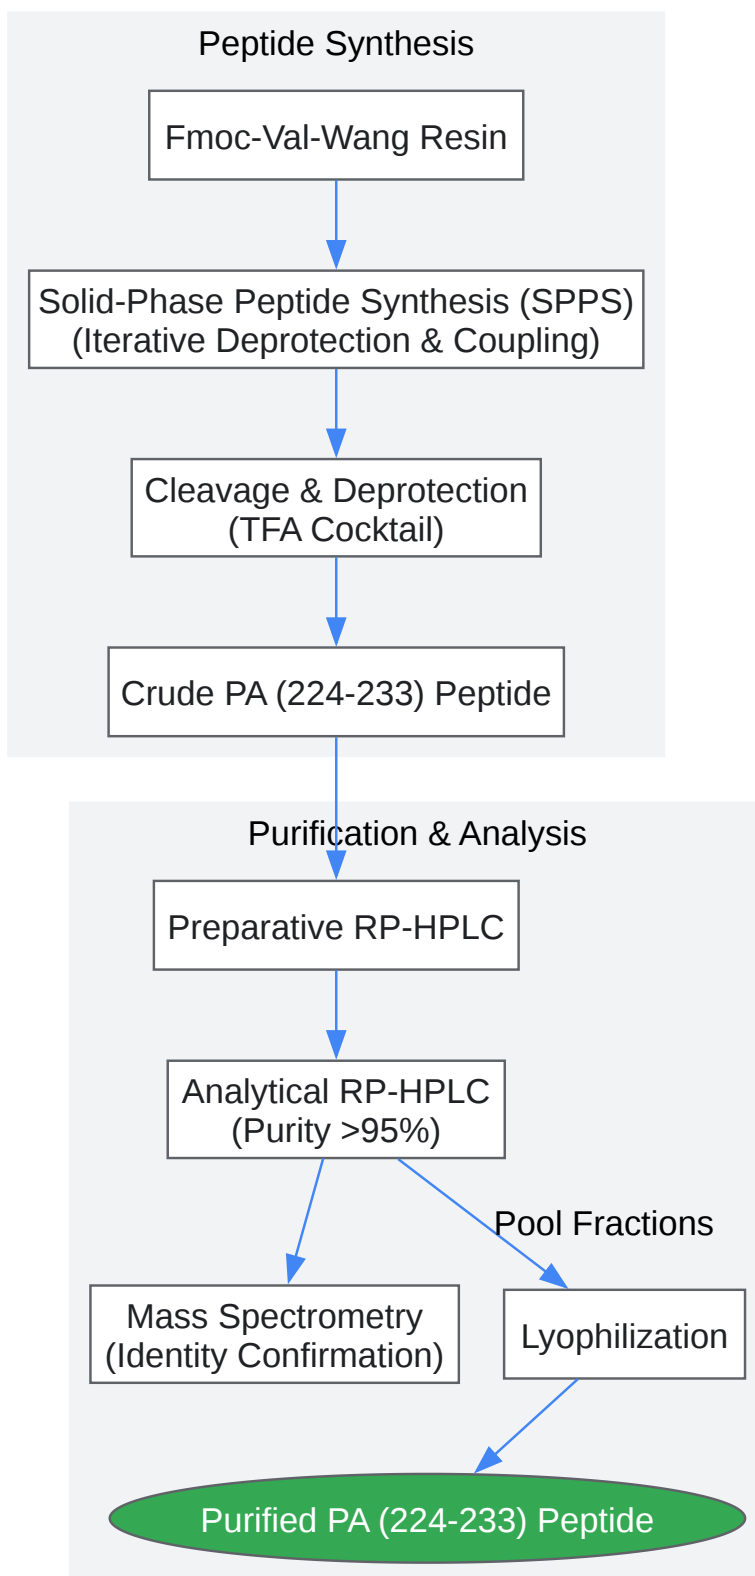 Peptide Synthesis
Fmoc-Val-Wang Resin
Solid-Phase Peptide Synthesis (SPPS)
(Iterative Deprotection & Coupling)
Cleavage & Deprotection
(TFA Cocktail)
Crude PA (224-233) Peptide
Purification & Analysis
Preparative RP-HPLC
Analytical RP-HPLC
(Purity >95%)
Pool Fractions
Mass Spectrometry
(Identity Confirmation)
Lyophilization
Purified PA (224-233) Peptide